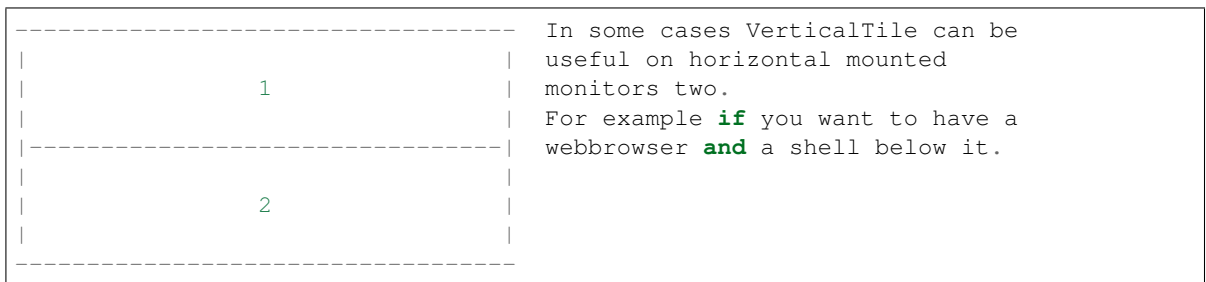 ----------------------------------- In some cases VerticalTile can be
| | useful on horizontal mounted
| 1 | monitors two.
| | For example if you want to have a
|---------------------------------| webbrowser and a shell below it.
| |
| 2 |
| |
-----------------------------------